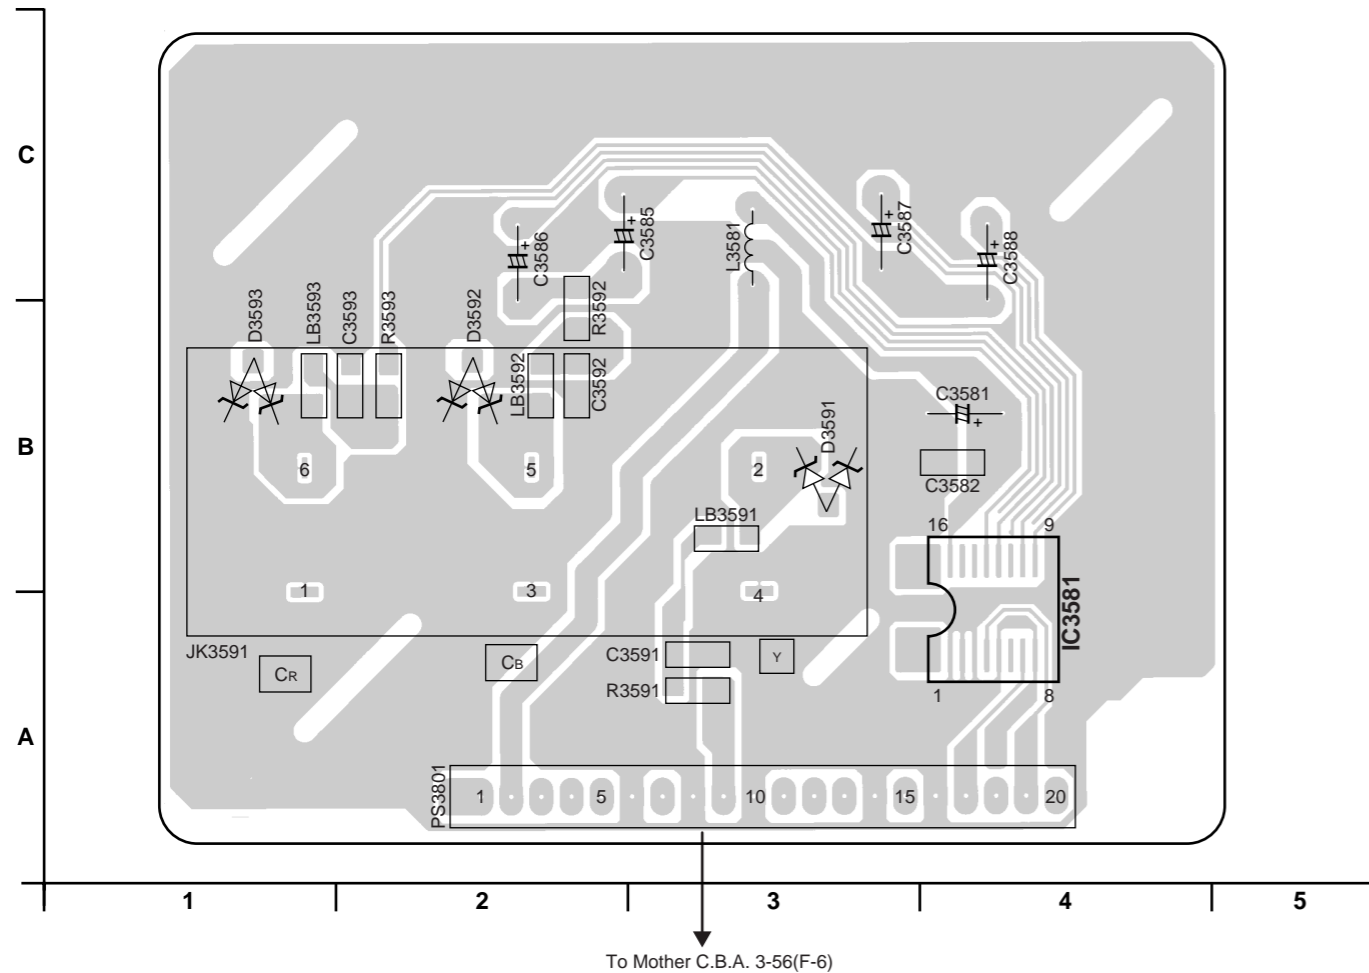 C
C3586
C3585
L3581
C3587
C3588
D3593
LB3593
C3593
R3593
D3592
R3592
LB3592
C3592
C3581
D3591
B
6
5
2
C3582
LB3591
16
9
1
3
4
IC3581
JK3591
CR
CB
C3591
Y
R3591
1
8
A
PS3801
1
5
10
15
20
1
2
3
4
5
To Mother C.B.A. 3-56(F-6)